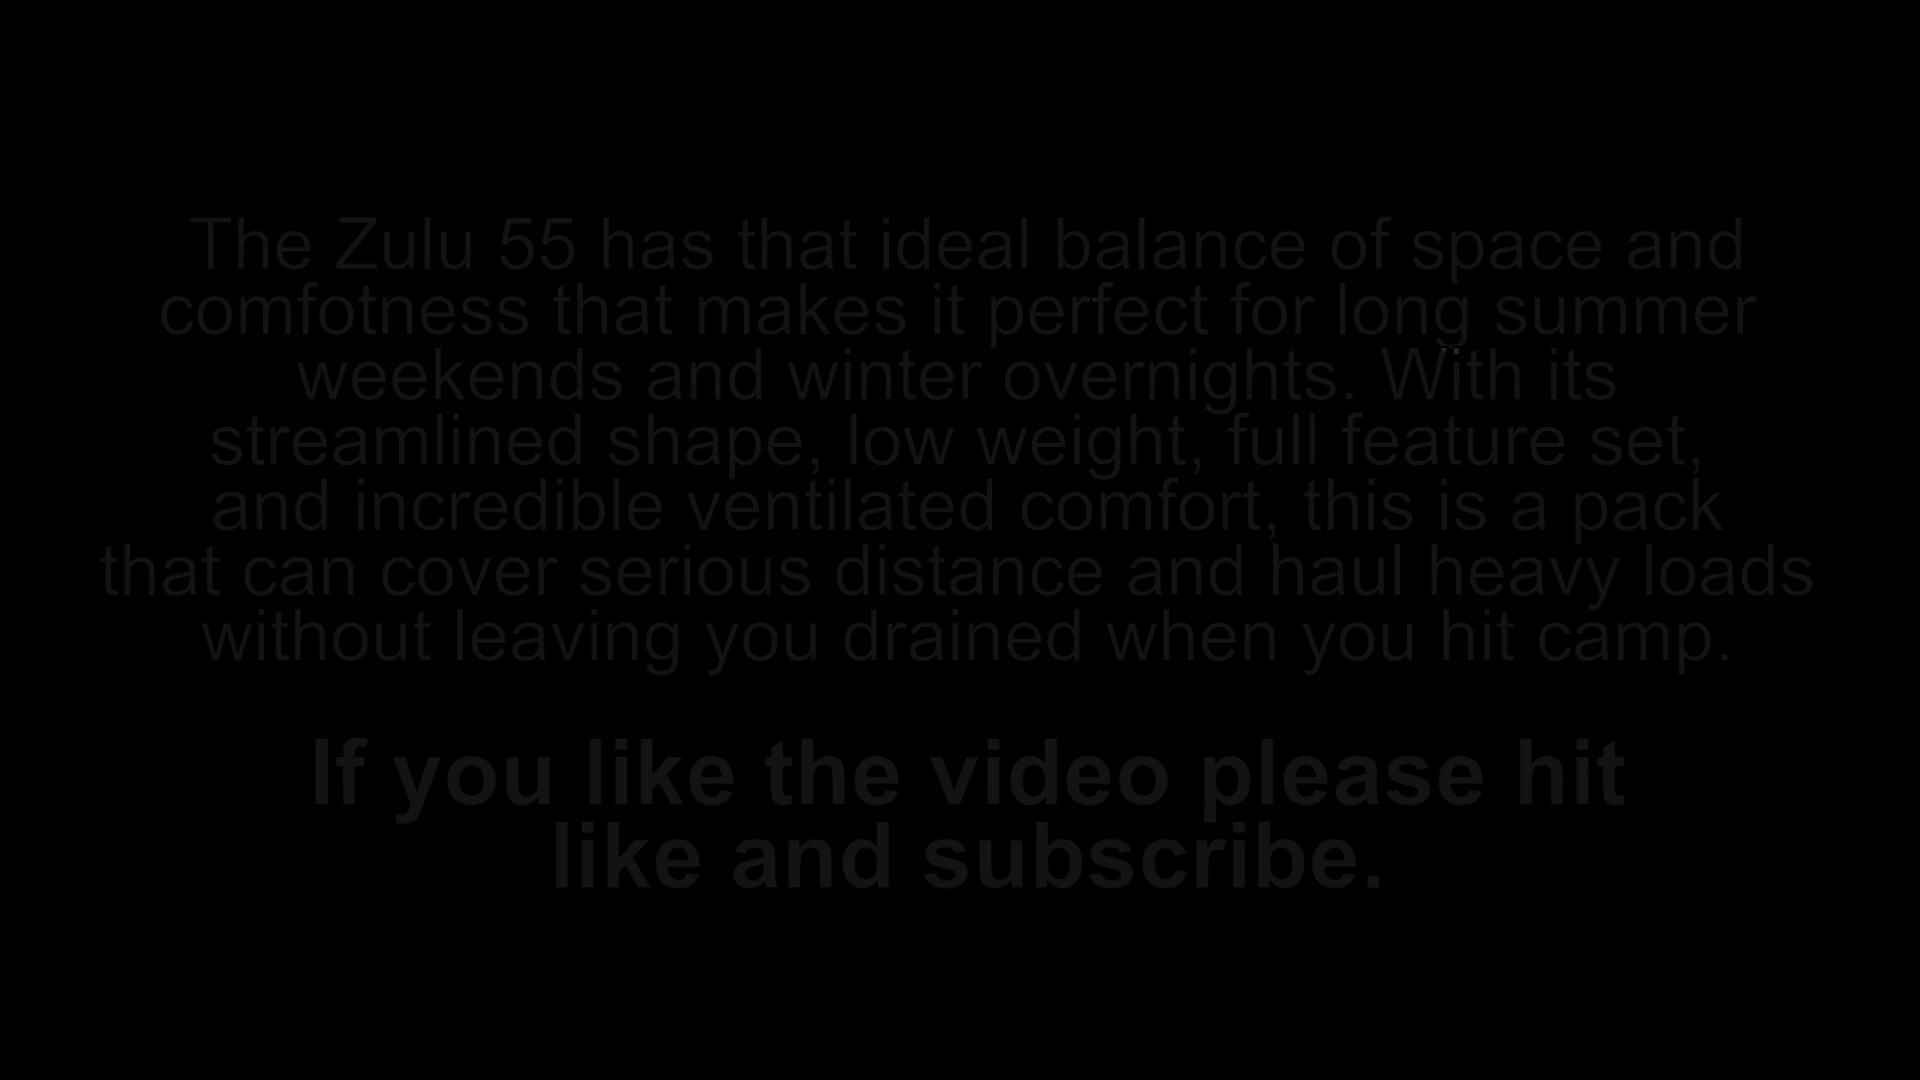 The Zulu 55 has that ideal balance of space and
comfotness that makes it perfect for long summer
weekends and winter overnights. With its
streamlined shape, low weight, full feature set,
and incredible ventilated comfort, this is a pack
that can cover serious distance and haul heavy loads
without leaving you drained when you hit camp.
If you like the video please hit
like and subscribe.